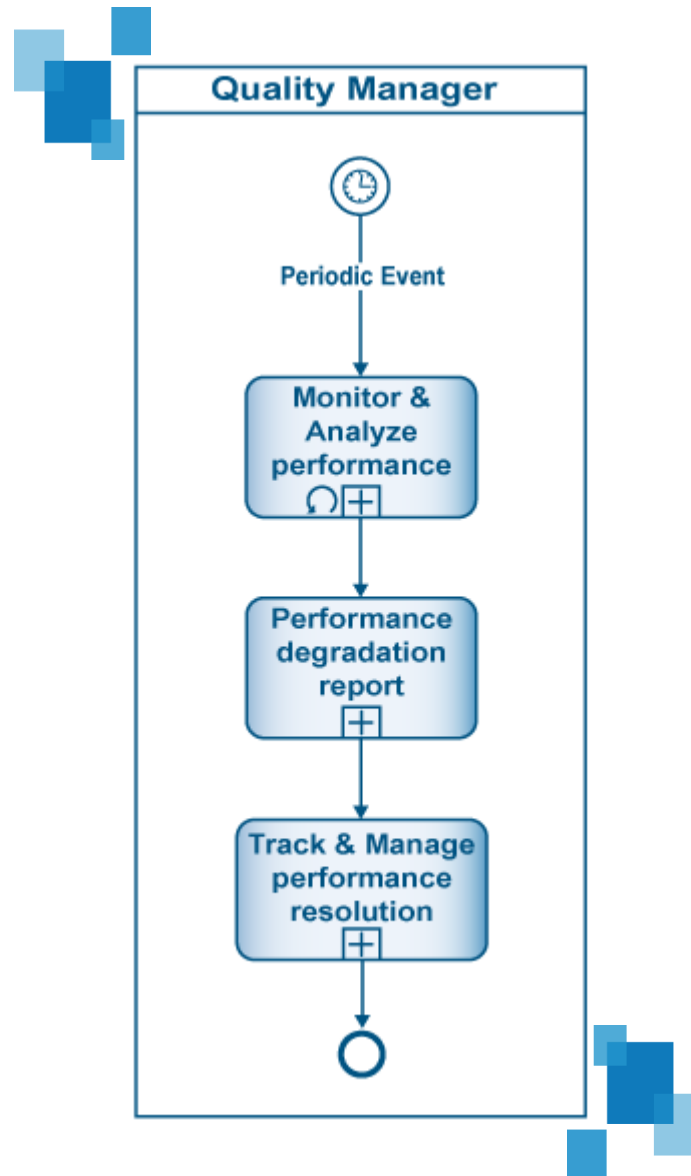 Quality Manager
Periodic Event
Monitor &
Analyze
performance
Performance
degradation
report
Track & Manage
performance
resolution